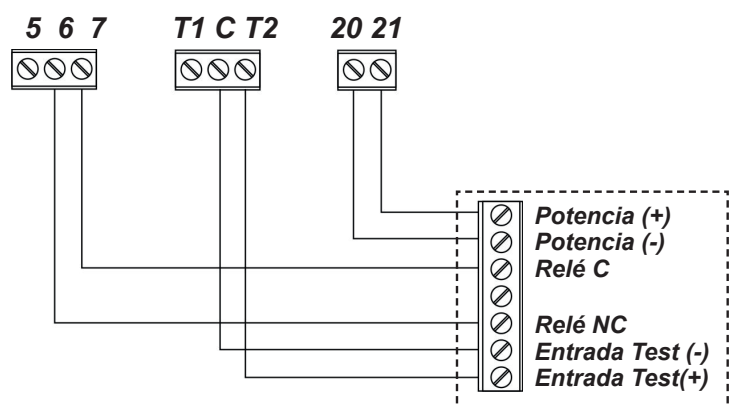 5 6 7
T1 C T2
20 21
Potencia (+)
Potencia (-)
Relé C
Relé NC
Entrada Test (-)
Entrada Test(+)